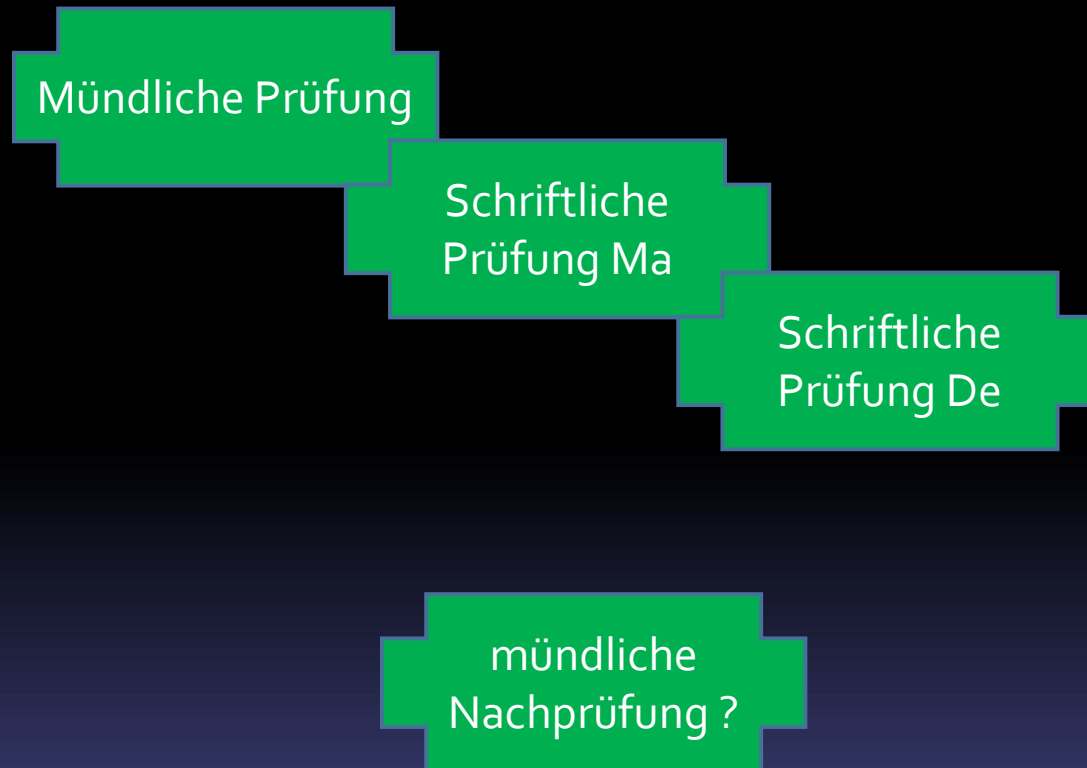 Mündliche Prüfung
Schriftliche
Prüfung Ma
Schriftliche
Prüfung De
mündliche
Nachprüfung ?